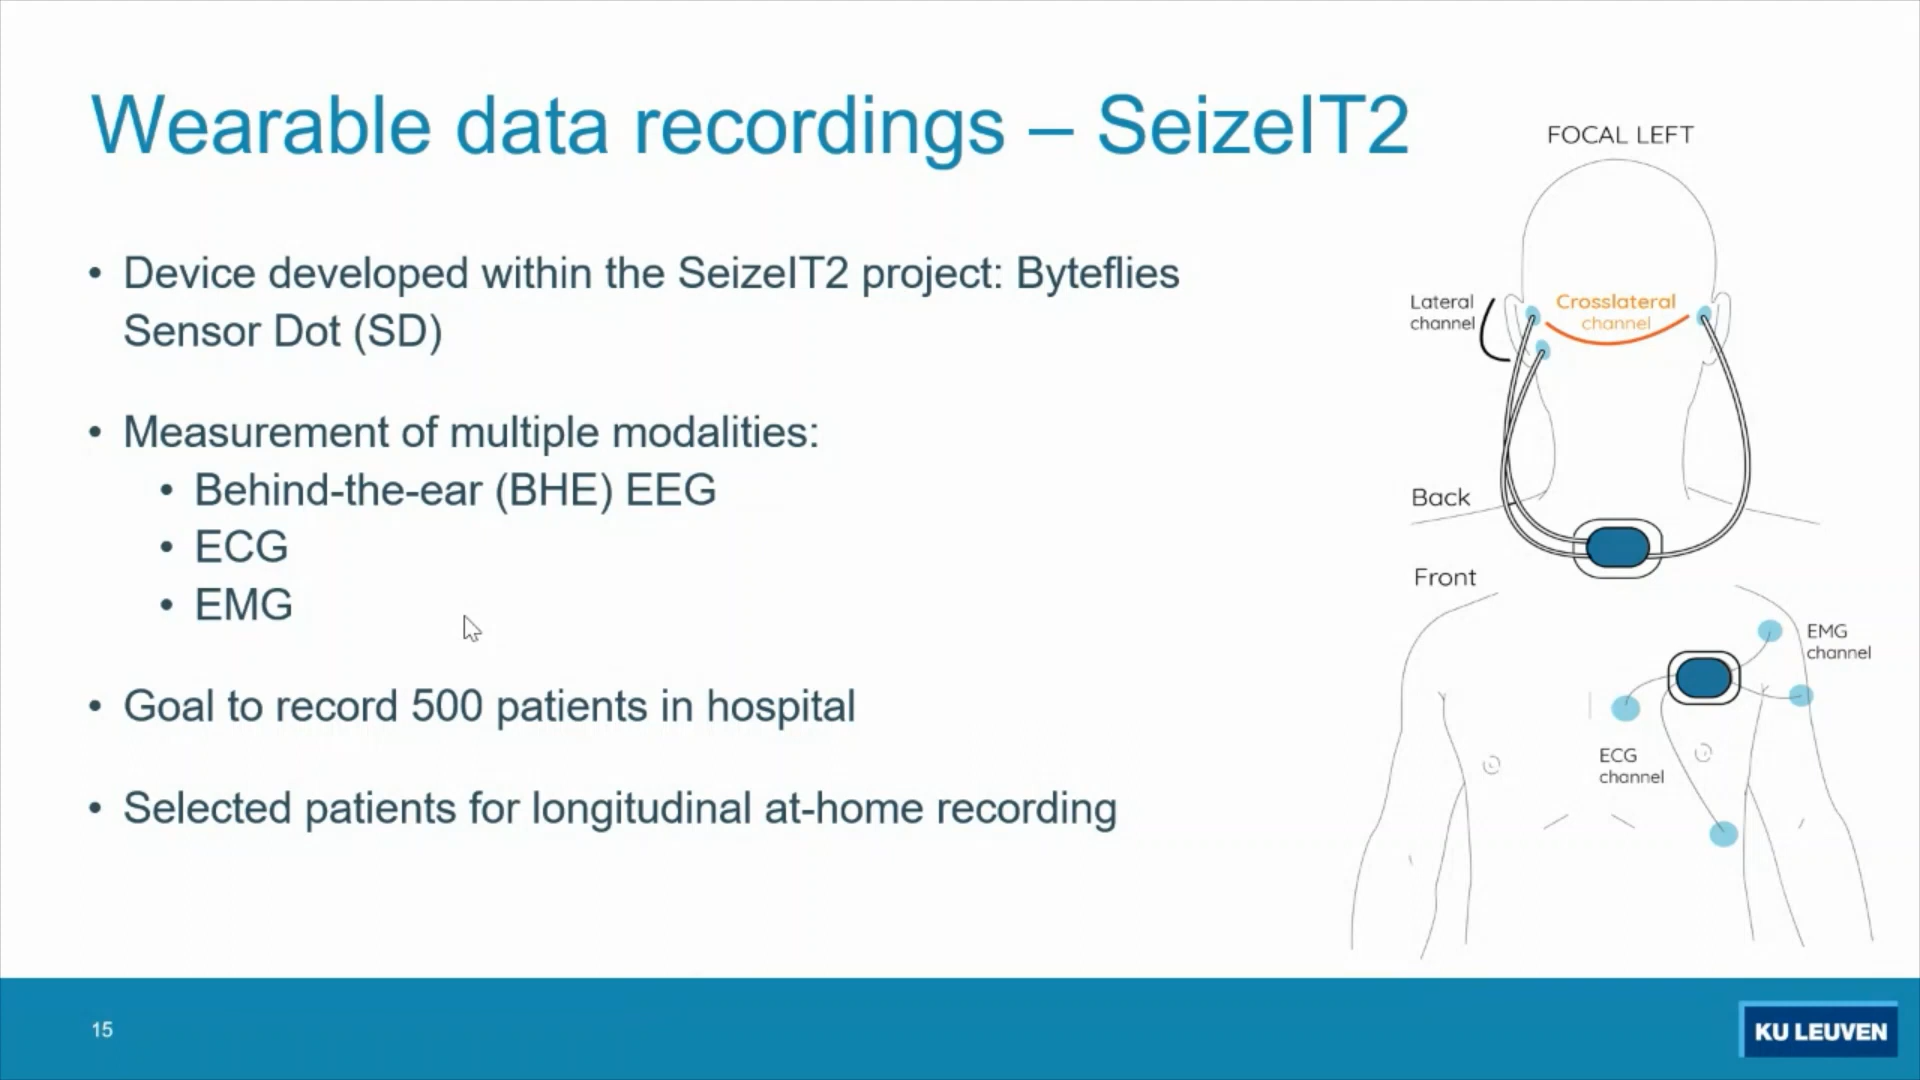 Wearable data recordings – SeizeIT2
• Device developed within the SeizeIT2 project: Byteflies
Sensor Dot (SD)
• Measurement of multiple modalities:
• Behind-the-ear (BHE) EEG
• ECG
• EMG
• Goal to record 500 patients in hospital
• Selected patients for longitudinal at-home recording
FOCAL LEFT
Lateral
channel
Crosslateral
channel
Back
Front
EMG
channel
ECG
channel
15
KU LEUVEN